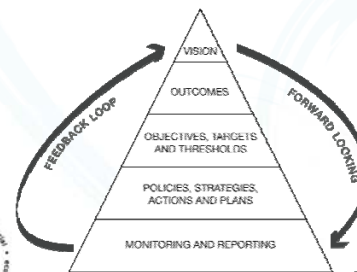 VISION
OUTCOMES
OBJECTIVES, TARGETS
AND THRESHOLDS
POLICIES, STRATEGIES,
ACTIONS AND PLANS
MONITORING AND REPORTING
FEEDBACK LOOP
FORWARD LOOKING